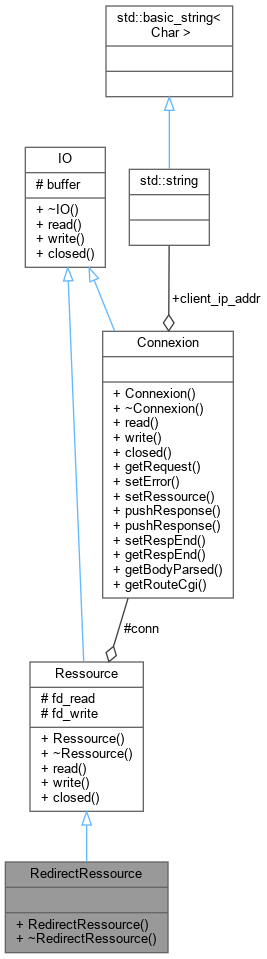 std::basic_string<
Char >
IO
# buffer
+ ~IO()
+ read()
+ write()
+ closed()
std::string
+client_ip_addr
Connexion
+ Connexion()
+ ~Connexion()
+ read()
+ write()
+ closed()
+ getRequest()
+ setError()
+ setRessource()
+ pushResponse()
+ pushResponse()
+ setRespEnd()
+ getRespEnd()
+ getBodyParsed()
+ getRouteCgi()
#conn
Ressource
# fd_read
# fd_write
+ Ressource()
+ ~Ressource()
+ read()
+ write()
+ closed()
RedirectRessource
+ RedirectRessource()
+ ~RedirectRessource()